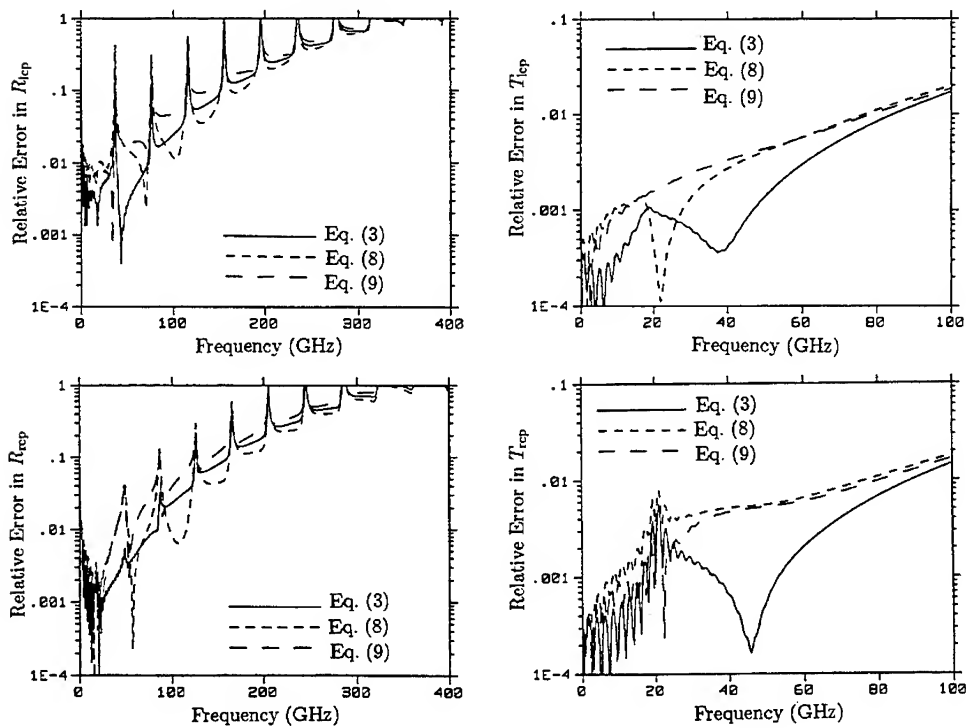 Relative Error in R_lcp
1
.1
.01
.001
1E-4
Eq. (3)
Eq. (8)
Eq. (9)
0 100 200 300 400
Frequency (GHz)
Relative Error in T_lcp
.1
.01
.001
1E-4
Eq. (3)
Eq. (8)
Eq. (9)
0 20 40 60 80 100
Frequency (GHz)
Relative Error in R_rcp
1
.1
.01
.001
1E-4
Eq. (3)
Eq. (8)
Eq. (9)
0 100 200 300 400
Frequency (GHz)
Relative Error in T_rcp
.1
.01
.001
1E-4
Eq. (3)
Eq. (8)
Eq. (9)
0 20 40 60 80 100
Frequency (GHz)